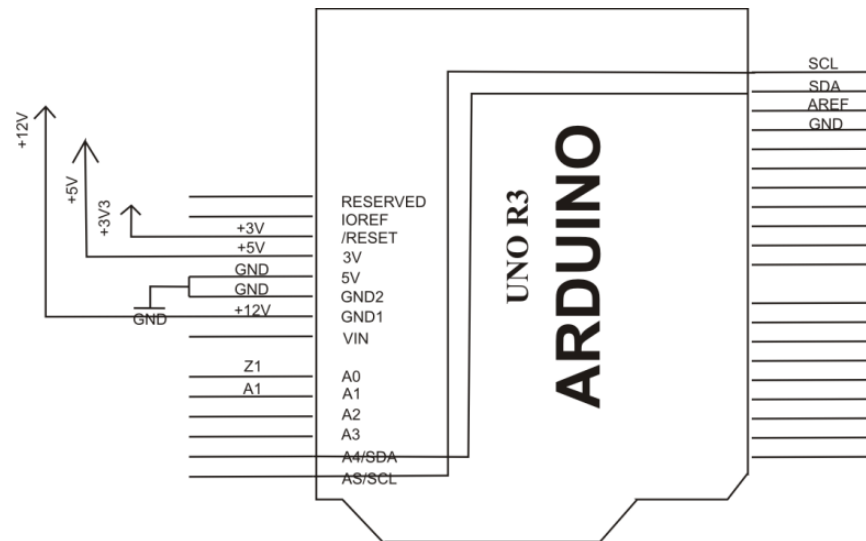 SCL
SDA
AREF
GND
+12V
+5V
+3V3
+3V
+5V
GND
GND
+12V
GND
Z1
A1
RESERVED
IOREF
/RESET
3V
5V
GND2
GND1
VIN
A0
A1
A2
A3
A4/SDA
AS/SCL
UNO R3
ARDUINO